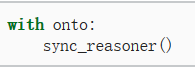 with onto:
    sync_reasoner()